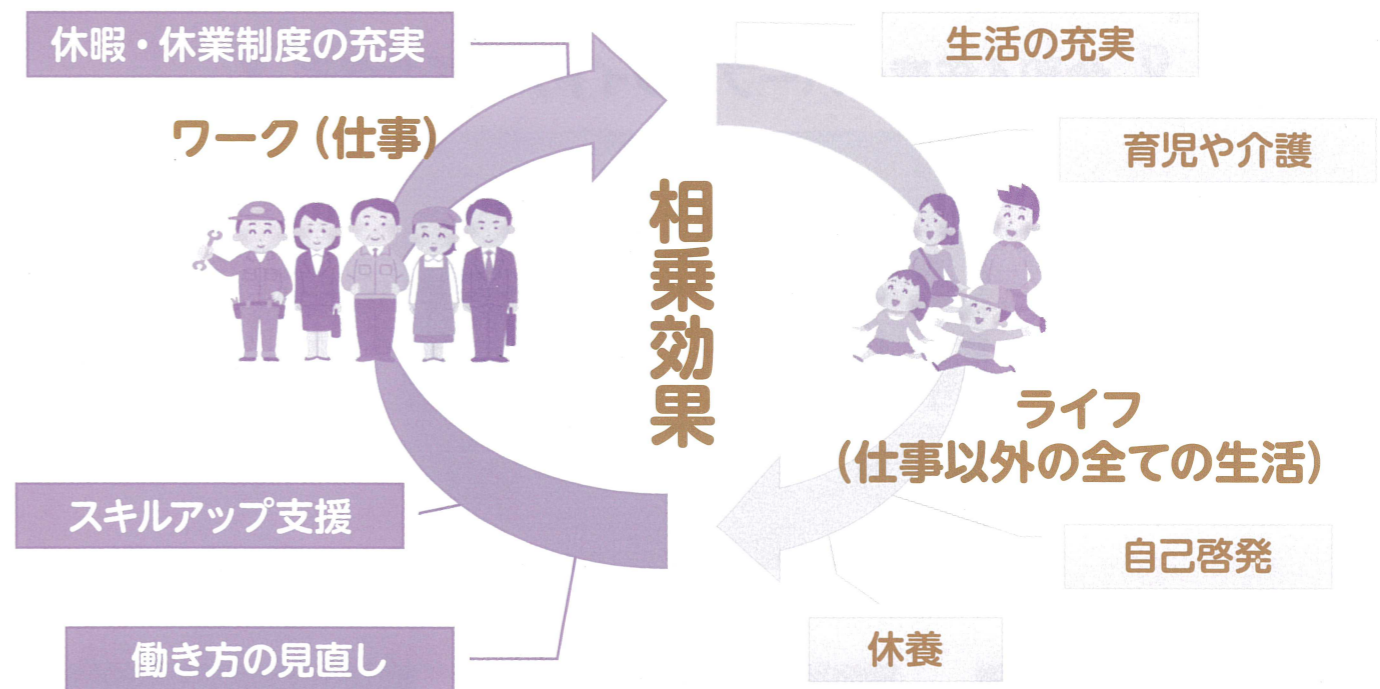 休暇・休業制度の充実
ワーク(仕事)
スキルアップ支援
働き方の見直し
相乗効果
生活の充実
育児や介護
ライフ
(仕事以外の全ての生活)
自己啓発
休養